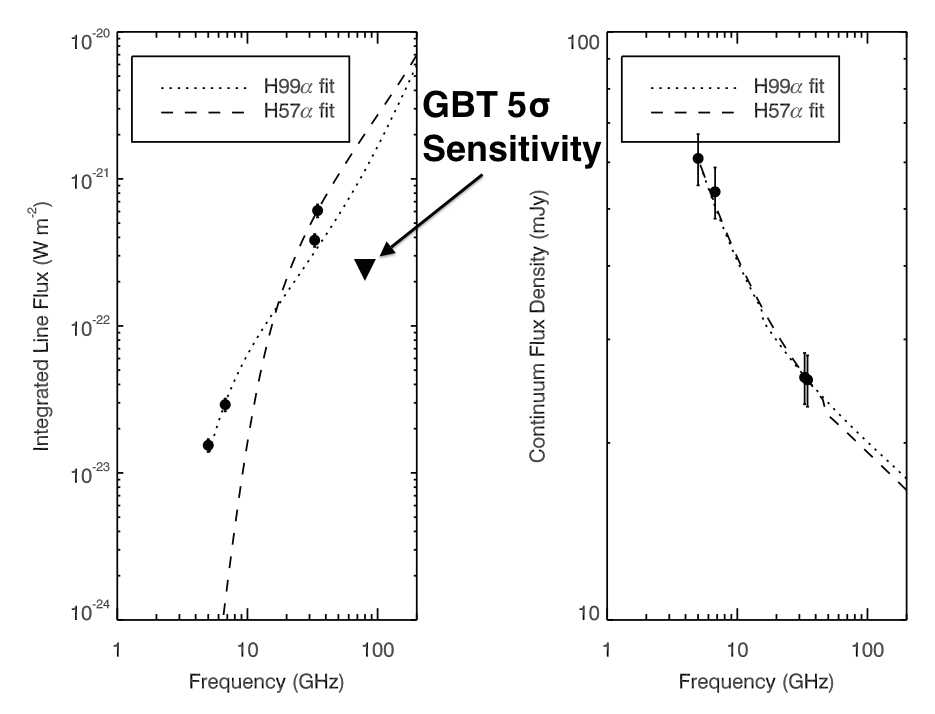 10⁻²⁰
10⁻²¹
10⁻²²
10⁻²³
10⁻²⁴
Integrated Line Flux (W m⁻²)
H99α fit
H57α fit
1 10 100
Frequency (GHz)
GBT 5σ
Sensitivity
100
10
Continuum Flux Density (mJy)
H99α fit
H57α fit
1 10 100
Frequency (GHz)